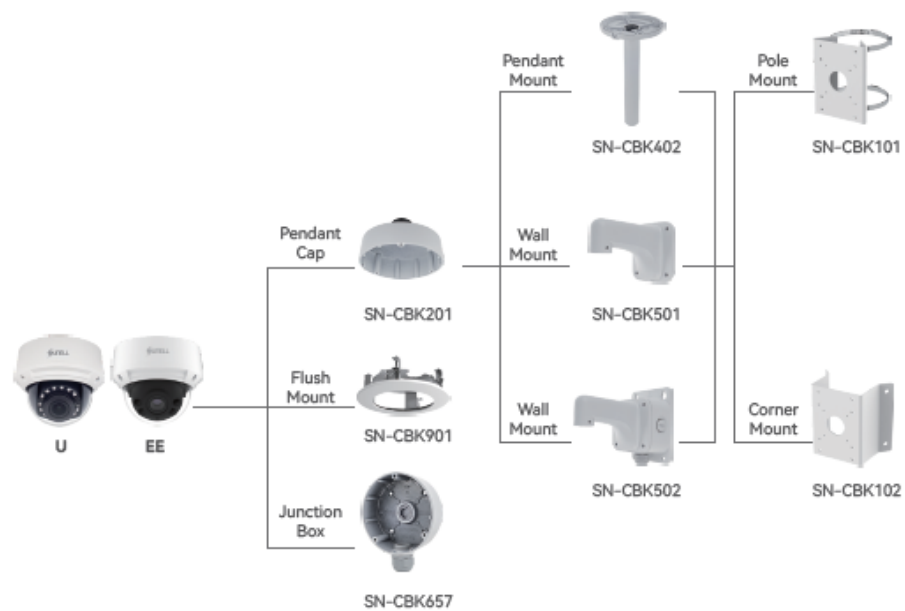 Pendant
Mount
SN-CBK402
Pole
Mount
SN-CBK101
Pendant
Cap
SN-CBK201
Wall
Mount
SN-CBK501
U
EE
Flush
Mount
SN-CBK901
Wall
Mount
SN-CBK502
Corner
Mount
SN-CBK102
Junction
Box
SN-CBK657